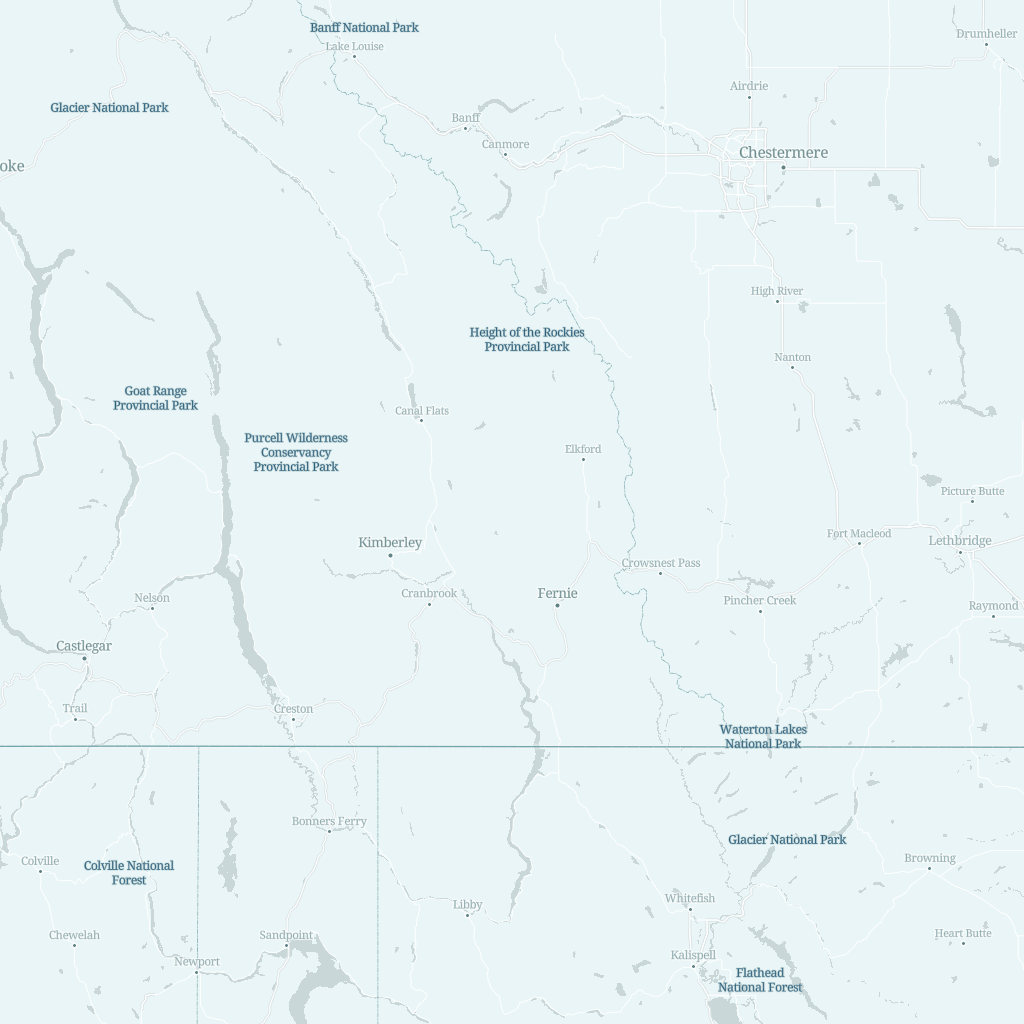 Banff National Park
Drumheller
Lake Louise
Airdrie
Glacier National Park
Banff
Canmore
Chestermere
oke
High River
Height of the Rockies
Provincial Park
Nanton
Goat Range
Provincial Park
Canal Flats
Purcell Wilderness
Conservancy
Provincial Park
Elkford
Picture Butte
Fort Macleod
Lethbridge
Kimberley
Crowsnest Pass
Cranbrook
Fernie
Nelson
Pincher Creek
Raymond
Castlegar
Trail
Creston
Waterton Lakes
National Park
Bonners Ferry
Glacier National Park
Colville
Colville National
Forest
Browning
Whitefish
Libby
Chewelah
Sandpoint
Heart Butte
Newport
Kalispell
Flathead
National Forest